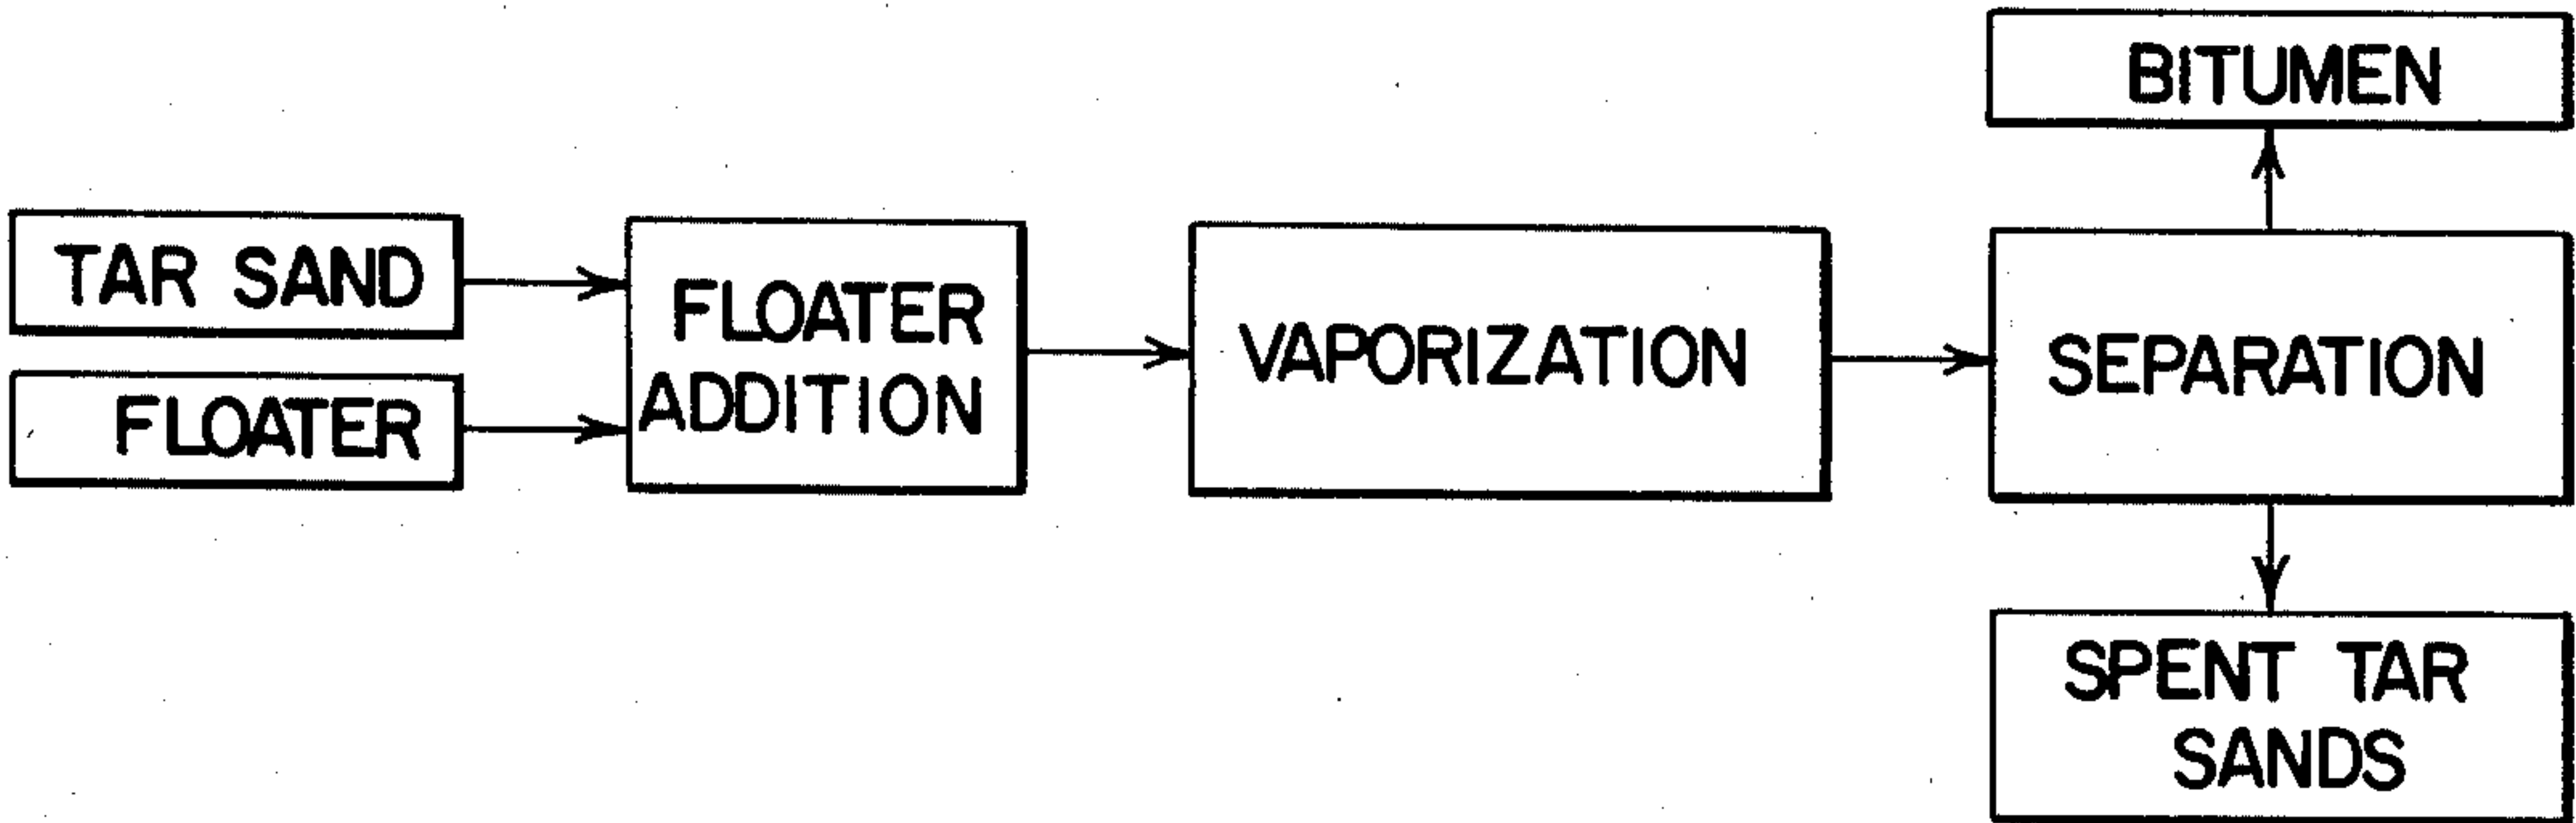 TAR SAND
FLOATER
FLOATER
ADDITION
VAPORIZATION
SEPARATION
BITUMEN
SPENT TAR
SANDS